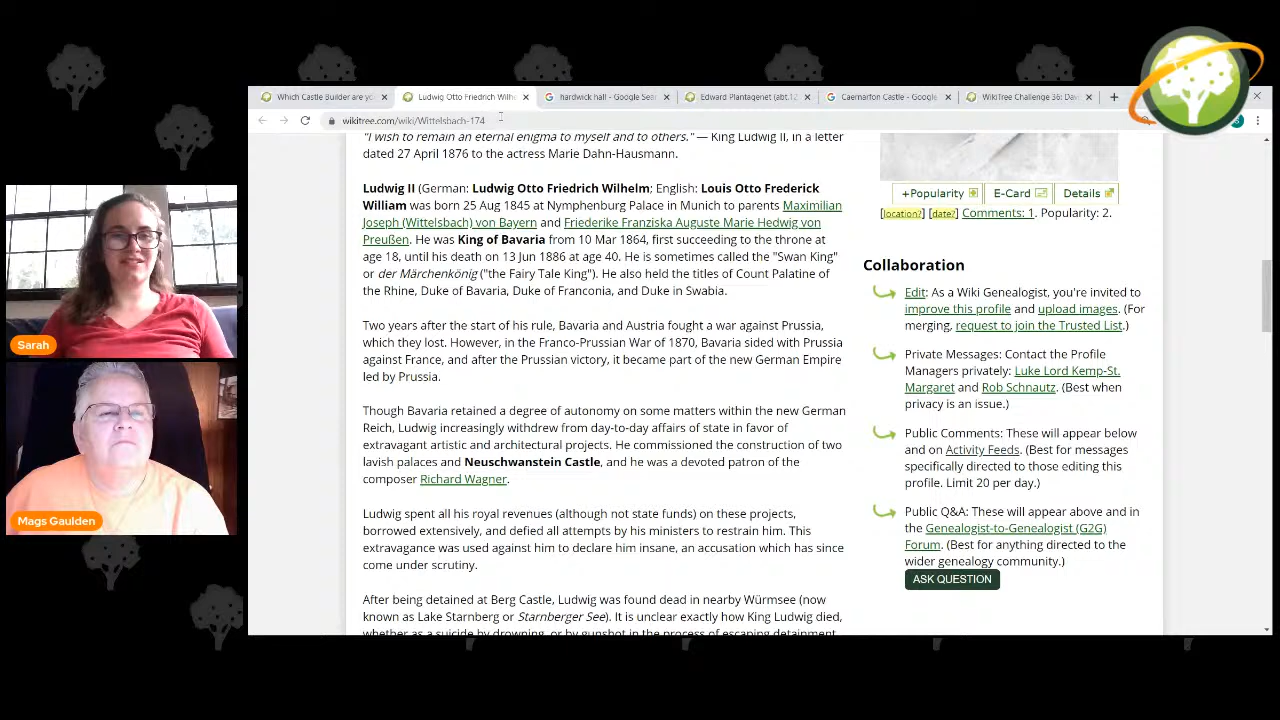 Which Castle Builder are yo
Ludwig Otto Friedrich Wilh
hardwick hall - Google Sea
Edward Plantagenet (abt.12
Caernarfon Castle - Google
WikiTree Challenge 36: Da
wikitree.com/wiki/Wittelsbach-174
"I wish to remain an eternal enigma to myself and to others." — King Ludwig II, in a letter
dated 27 April 1876 to the actress Marie Dahn-Hausmann.
Ludwig II (German: Ludwig Otto Friedrich Wilhelm; English: Louis Otto Frederick
William was born 25 Aug 1845 at Nymphenburg Palace in Munich to parents Maximilian
Joseph (Wittelsbach) von Bayern and Friederike Franziska Auguste Marie Hedwig von
Preußen. He was King of Bavaria from 10 Mar 1864, first succeeding to the throne at
age 18, until his death on 13 Jun 1886 at age 40. He is sometimes called the "Swan King"
or der Märchenkönig ("the Fairy Tale King"). He also held the titles of Count Palatine of
the Rhine, Duke of Bavaria, Duke of Franconia, and Duke in Swabia.
Two years after the start of his rule, Bavaria and Austria fought a war against Prussia,
which they lost. However, in the Franco-Prussian War of 1870, Bavaria sided with Prussia
against France, and after the Prussian victory, it became part of the new German Empire
led by Prussia.
Though Bavaria retained a degree of autonomy on some matters within the new German
Reich, Ludwig increasingly withdrew from day-to-day affairs of state in favor of
extravagant artistic and architectural projects. He commissioned the construction of two
lavish palaces and Neuschwanstein Castle, and he was a devoted patron of the
composer Richard Wagner.
Ludwig spent all his royal revenues (although not state funds) on these projects,
borrowed extensively, and defied all attempts by his ministers to restrain him. This
extravagance was used against him to declare him insane, an accusation which has since
come under scrutiny.
After being detained at Berg Castle, Ludwig was found dead in nearby Würmsee (now
known as Lake Starnberg or Starnberger See). It is unclear exactly how King Ludwig died,
whether as a suicide by drowning, or by gunshot in the process of escaping detainment
+Popularity
E-Card
Details
[location?] [date?] Comments: 1. Popularity: 2.
Collaboration
Edit: As a Wiki Genealogist, you're invited to
improve this profile and upload images. (For
merging, request to join the Trusted List.)
Private Messages: Contact the Profile
Managers privately: Luke Lord Kemp-St.
Margaret and Rob Schnautz. (Best when
privacy is an issue.)
Public Comments: These will appear below
and on Activity Feeds. (Best for messages
specifically directed to those editing this
profile. Limit 20 per day.)
Public Q&A: These will appear above and in
the Genealogist-to-Genealogist (G2G)
Forum. (Best for anything directed to the
wider genealogy community.)
ASK QUESTION
Sarah
Mags Gaulden